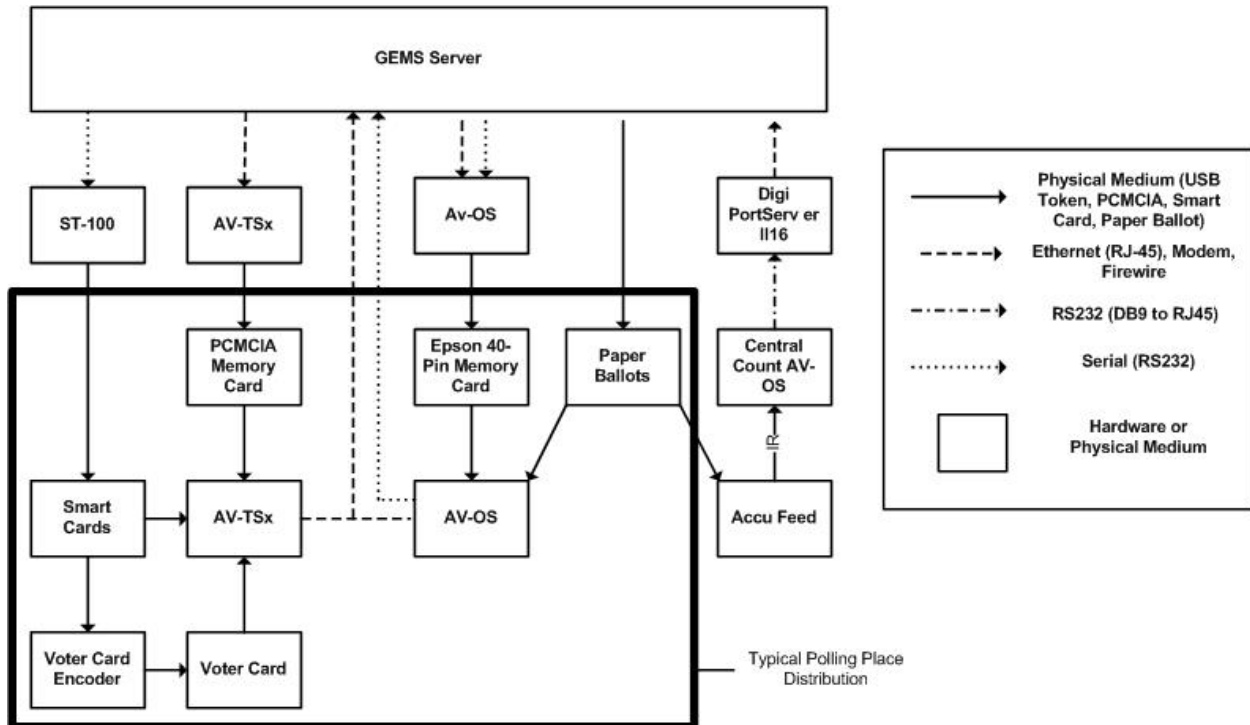 GEMS Server
ST-100
AV-TSx
Av-OS
Digi
PortServ er
II16
Physical Medium (USB
Token, PCMCIA, Smart
Card, Paper Ballot)
Ethernet (RJ-45), Modem,
Firewire
RS232 (DB9 to RJ45)
Serial (RS232)
Hardware or
Physical Medium
PCMCIA
Memory
Card
Epson 40-
Pin Memory
Card
Paper
Ballots
Central
Count AV-
OS
IR
Smart
Cards
AV-TSx
AV-OS
Accu Feed
Voter Card
Encoder
Voter Card
Typical Polling Place
Distribution